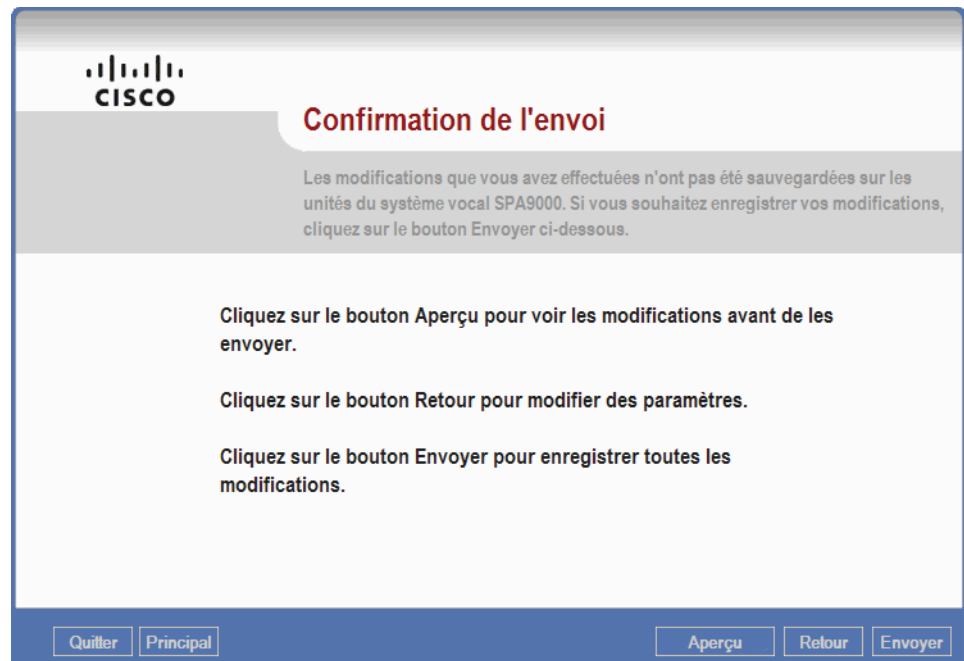 CISCO
Confirmation de l'envoi
Les modifications que vous avez effectuées n'ont pas été sauvegardées sur les
unités du système vocal SPA9000. Si vous souhaitez enregistrer vos modifications,
cliquez sur le bouton Envoyer ci-dessous.
Cliquez sur le bouton Aperçu pour voir les modifications avant de les
envoyer.
Cliquez sur le bouton Retour pour modifier des paramètres.
Cliquez sur le bouton Envoyer pour enregistrer toutes les
modifications.
Quitter Principal Aperçu Retour Envoyer